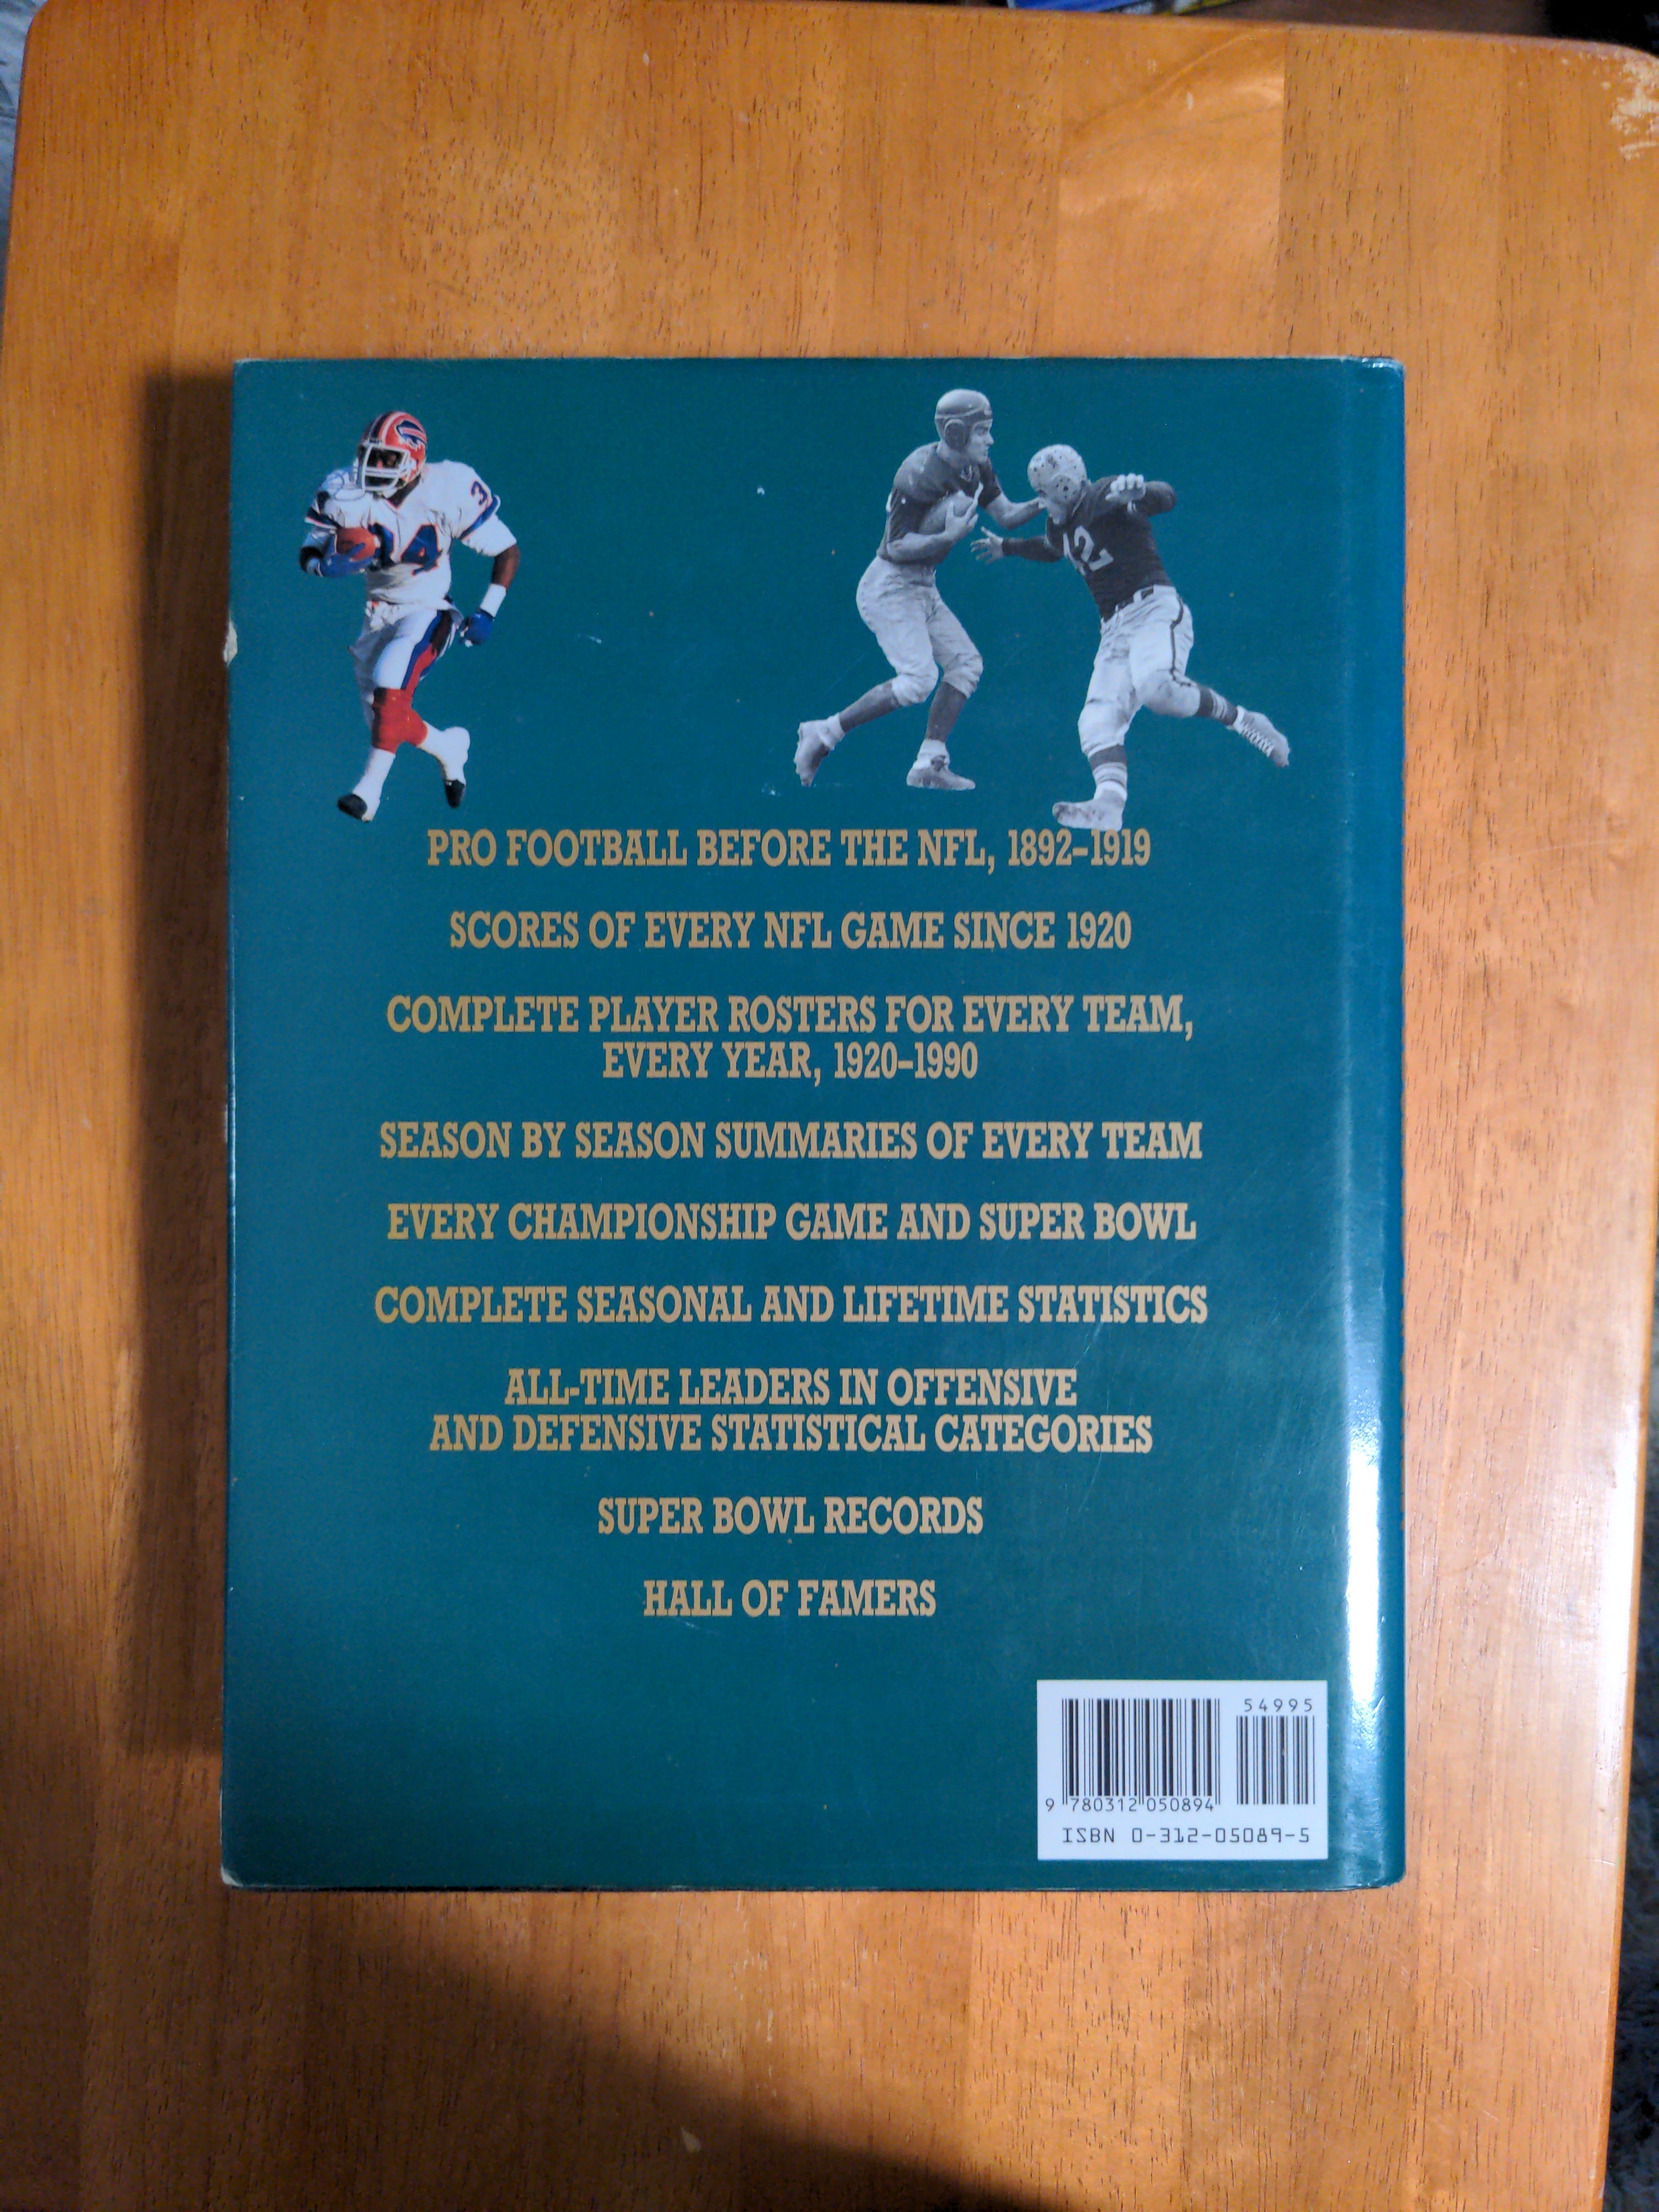 34
3
42
PRO FOOTBALL BEFORE THE NFL, 1892–1919
SCORES OF EVERY NFL GAME SINCE 1920
COMPLETE PLAYER ROSTERS FOR EVERY TEAM,
EVERY YEAR, 1920–1990
SEASON BY SEASON SUMMARIES OF EVERY TEAM
EVERY CHAMPIONSHIP GAME AND SUPER BOWL
COMPLETE SEASONAL AND LIFETIME STATISTICS
ALL-TIME LEADERS IN OFFENSIVE
AND DEFENSIVE STATISTICAL CATEGORIES
SUPER BOWL RECORDS
HALL OF FAMERS
54995
9 780312 050894
ISBN 0-312-05089-5